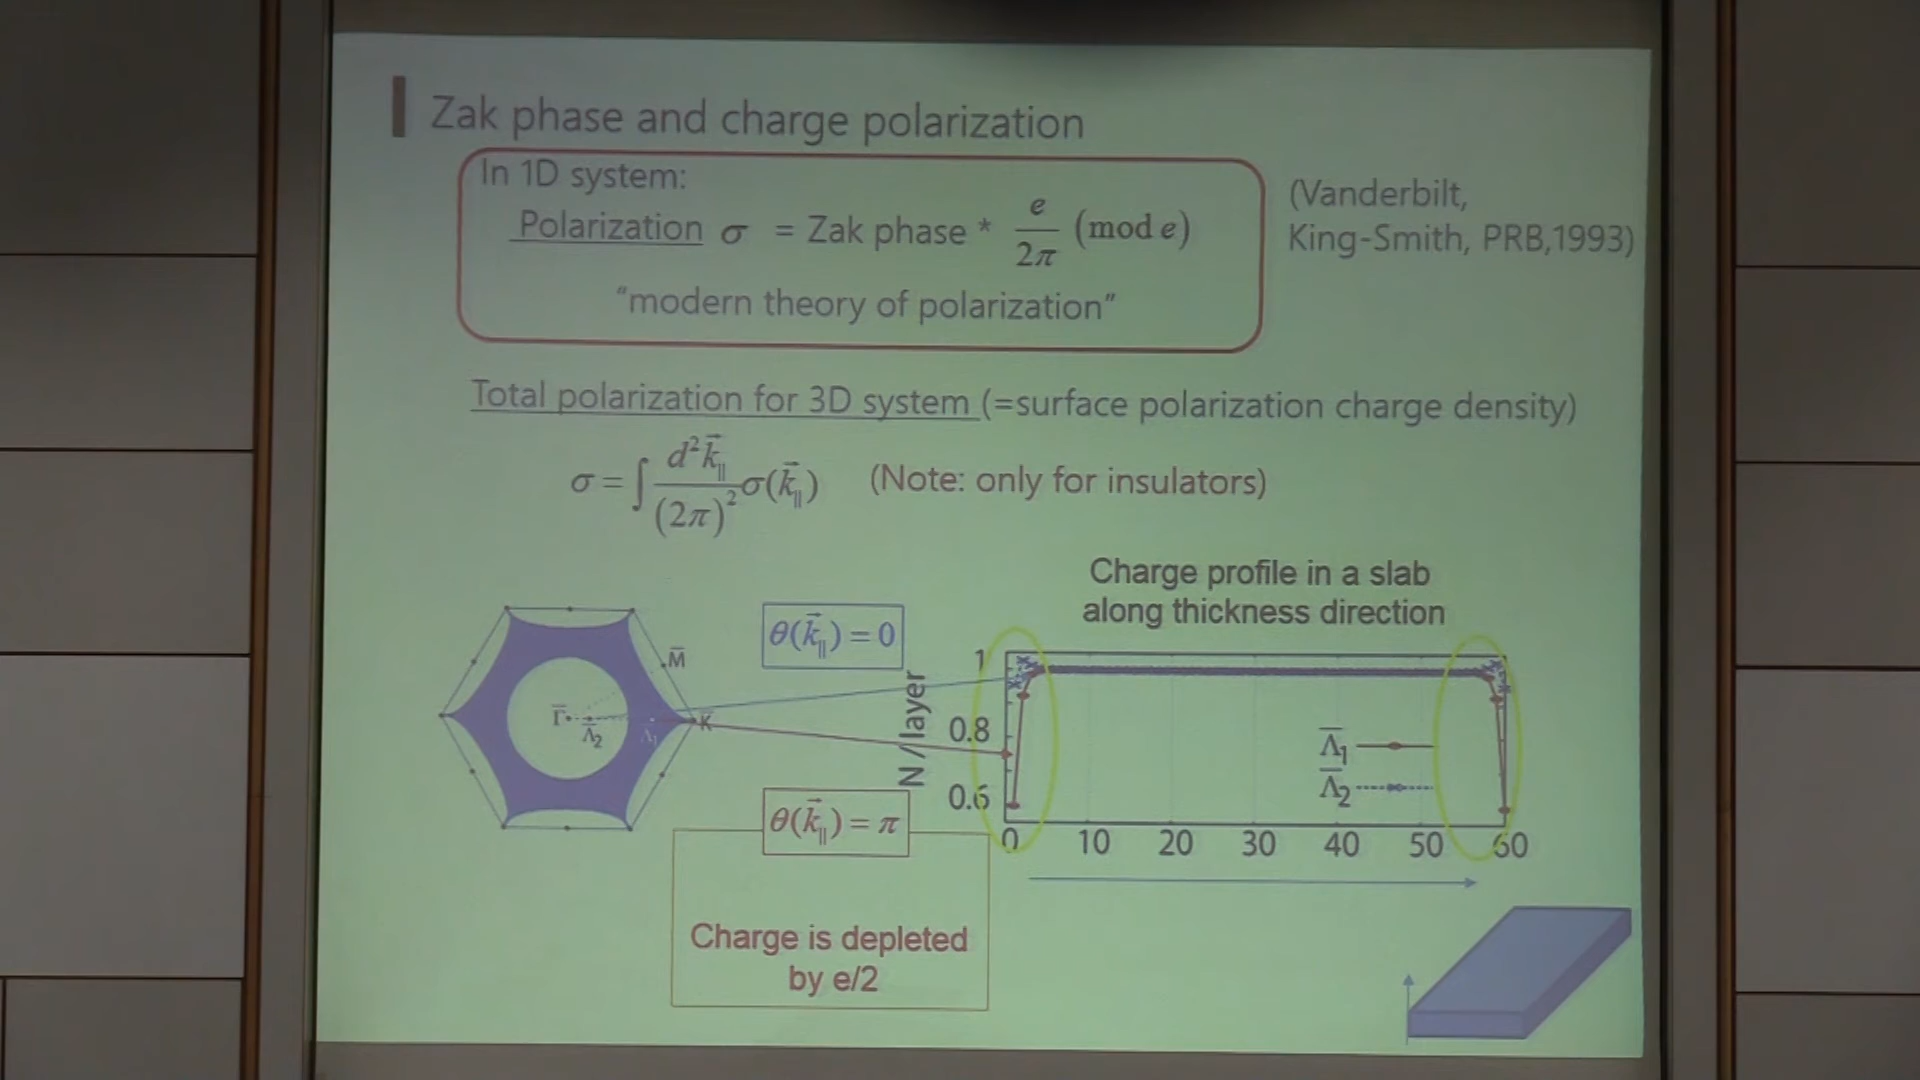 Zak phase and charge polarization
In 1D system:
Polarization σ = Zak phase * e/2π (mod e)
"modern theory of polarization"
(Vanderbilt,
King-Smith, PRB,1993)
Total polarization for 3D system (=surface polarization charge density)
σ = ∫ d²k⃗∥/(2π)² σ(k⃗∥) (Note: only for insulators)
Charge profile in a slab
along thickness direction
θ(k⃗∥) = 0
M̅
Γ̅
Λ̅₂
Λ̅₁
K̅
θ(k⃗∥) = π
Charge is depleted
by e/2
N / layer
1
0.8
0.6
Λ̅₁
Λ̅₂
0 10 20 30 40 50 60